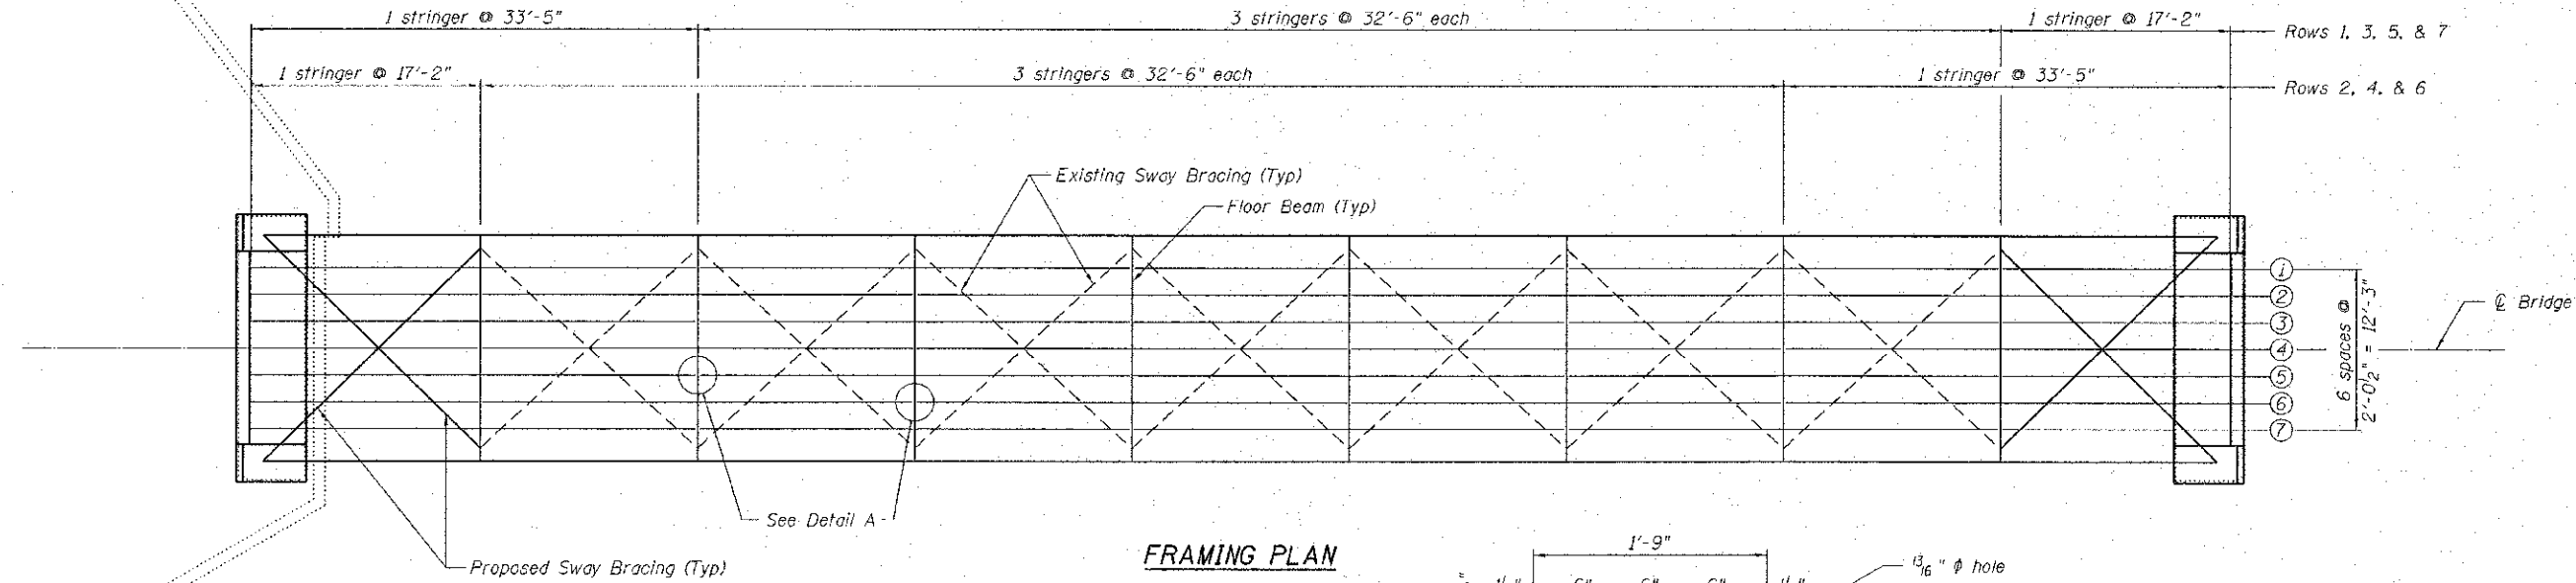 1 stringer @ 33'-5"
3 stringers @ 32'-6" each
1 stringer @ 17'-2"
Rows 1, 3, 5, & 7
1 stringer @ 17'-2"
3 stringers @ 32'-6" each
1 stringer @ 33'-5"
Rows 2, 4, & 6
Existing Sway Bracing (Typ)
Floor Beam (Typ)
1
2
3
4
5
6
7
6 spaces @
2'-0½" = 12'-3"
℄ Bridge
See Detail A
Proposed Sway Bracing (Typ)
FRAMING PLAN
1'-9"
13/16" φ hole